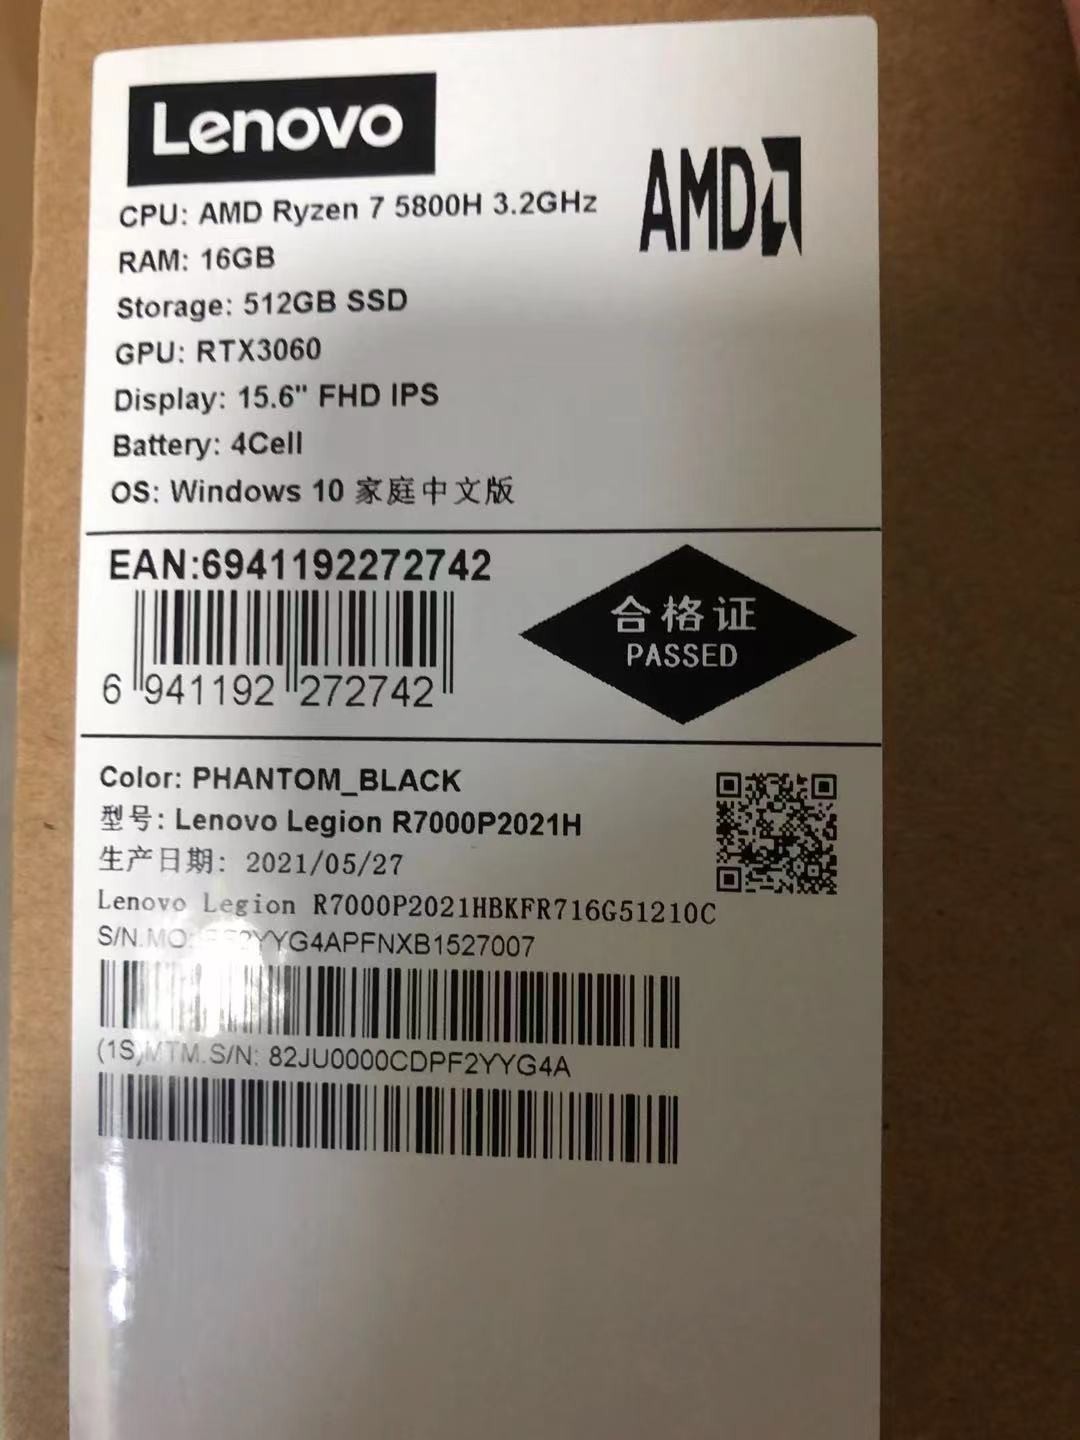 Lenovo
AMD
CPU: AMD Ryzen 7 5800H 3.2GHz
RAM: 16GB
Storage: 512GB SSD
GPU: RTX3060
Display: 15.6" FHD IPS
Battery: 4Cell
OS: Windows 10 家庭中文版
EAN:6941192272742
合格证
PASSED
6 941192 272742
Color: PHANTOM_BLACK
型号: Lenovo Legion R7000P2021H
生产日期: 2021/05/27
Lenovo Legion R7000P2021HBKFR716G51210C
S/N.MO:
(1S)MTM.S/N: 82JU0000CDPF2YYG4A